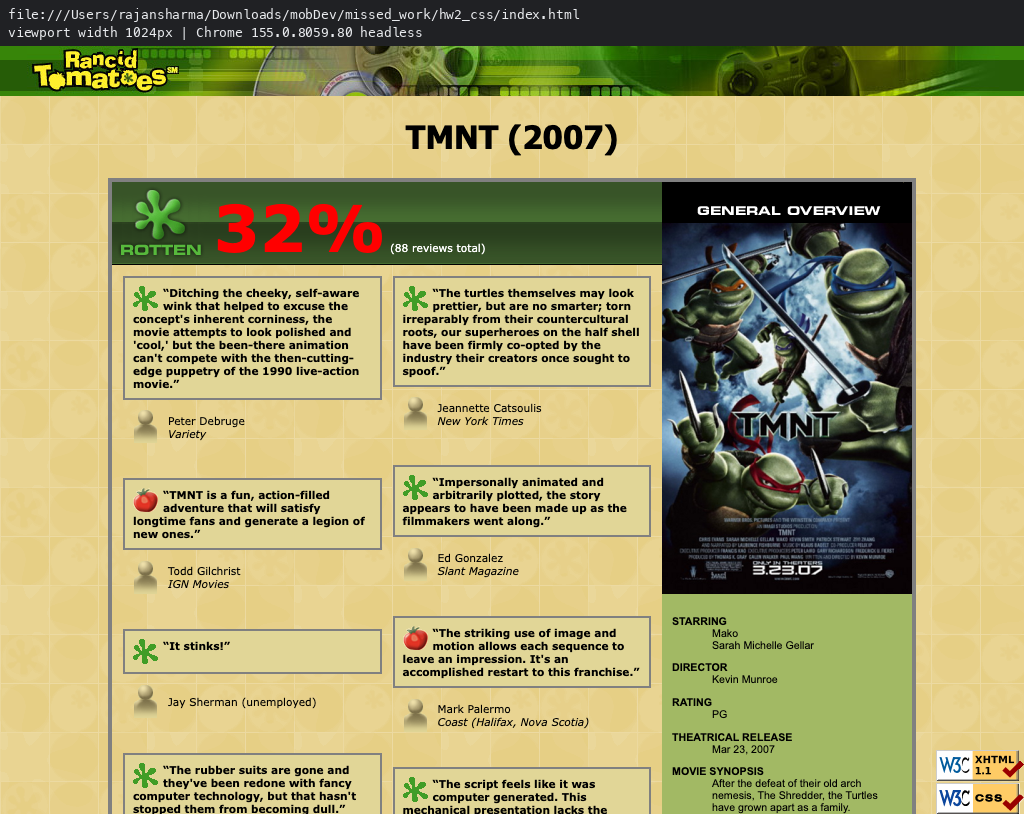 file:///Users/rajansharma/Downloads/mobDev/missed_work/hw2_css/index.html
viewport width 1024px | Chrome 155.0.8059.80 headless
Rancid
Tomatoes SM
TMNT (2007)
ROTTEN
32%
(88 reviews total)
“Ditching the cheeky, self-aware
wink that helped to excuse the
concept's inherent corniness, the
movie attempts to look polished and
'cool,' but the been-there animation
can't compete with the then-cutting-
edge puppetry of the 1990 live-action
movie.”
Peter Debruge
Variety
“TMNT is a fun, action-filled
adventure that will satisfy
longtime fans and generate a legion of
new ones.”
Todd Gilchrist
IGN Movies
“It stinks!”
Jay Sherman (unemployed)
“The rubber suits are gone and
they've been redone with fancy
computer technology, but that hasn't
stopped them from becoming dull.”
“The turtles themselves may look
prettier, but are no smarter; torn
irreparably from their countercultural
roots, our superheroes on the half shell
have been firmly co-opted by the
industry their creators once sought to
spoof.”
Jeannette Catsoulis
New York Times
“Impersonally animated and
arbitrarily plotted, the story
appears to have been made up as the
filmmakers went along.”
Ed Gonzalez
Slant Magazine
“The striking use of image and
motion allows each sequence to
leave an impression. It's an
accomplished restart to this franchise.”
Mark Palermo
Coast (Halifax, Nova Scotia)
“The script feels like it was
computer generated. This
mechanical presentation lacks the
GENERAL OVERVIEW
TMNT
TMNT
ONLY IN THEATERS
3.23.07
STARRING
Mako
Sarah Michelle Gellar
DIRECTOR
Kevin Munroe
RATING
PG
THEATRICAL RELEASE
Mar 23, 2007
MOVIE SYNOPSIS
After the defeat of their old arch
nemesis, The Shredder, the Turtles
have grown apart as a family.
W3C XHTML
1.1
W3C CSS